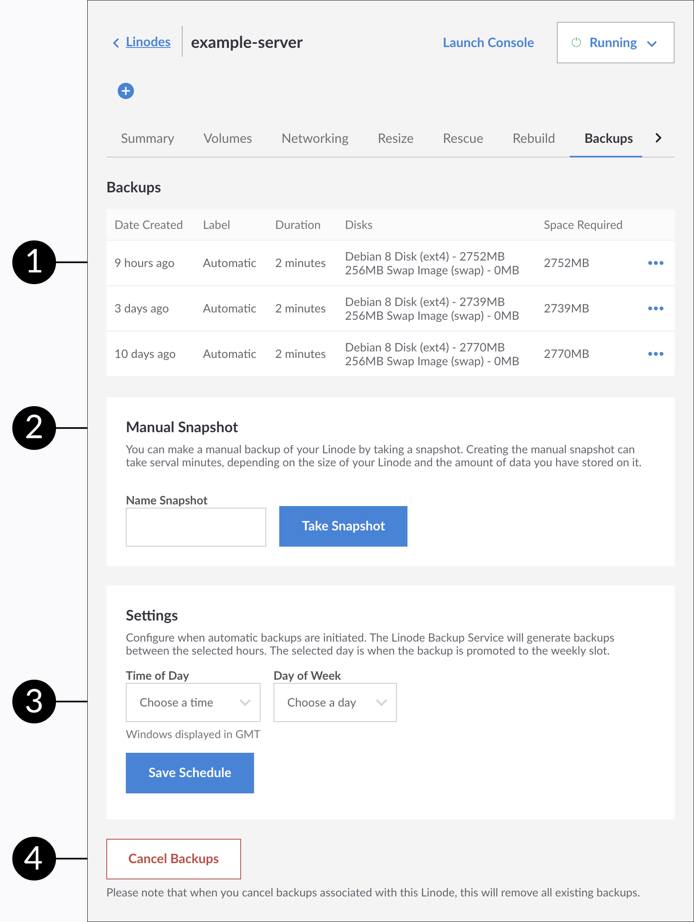 Linodes example-server Launch Console Running
Summary Volumes Networking Resize Rescue Rebuild Backups
Backups
Date Created Label Duration Disks Space Required
1
9 hours ago Automatic 2 minutes Debian 8 Disk (ext4) - 2752MB 2752MB
256MB Swap Image (swap) - 0MB
3 days ago Automatic 2 minutes Debian 8 Disk (ext4) - 2739MB 2739MB
256MB Swap Image (swap) - 0MB
10 days ago Automatic 2 minutes Debian 8 Disk (ext4) - 2770MB 2770MB
256MB Swap Image (swap) - 0MB
2
Manual Snapshot
You can make a manual backup of your Linode by taking a snapshot. Creating the manual snapshot can
take serval minutes, depending on the size of your Linode and the amount of data you have stored on it.
Name Snapshot
Take Snapshot
Settings
Configure when automatic backups are initiated. The Linode Backup Service will generate backups
between the selected hours. The selected day is when the backup is promoted to the weekly slot.
Time of Day Day of Week
3
Choose a time Choose a day
Windows displayed in GMT
Save Schedule
4
Cancel Backups
Please note that when you cancel backups associated with this Linode, this will remove all existing backups.